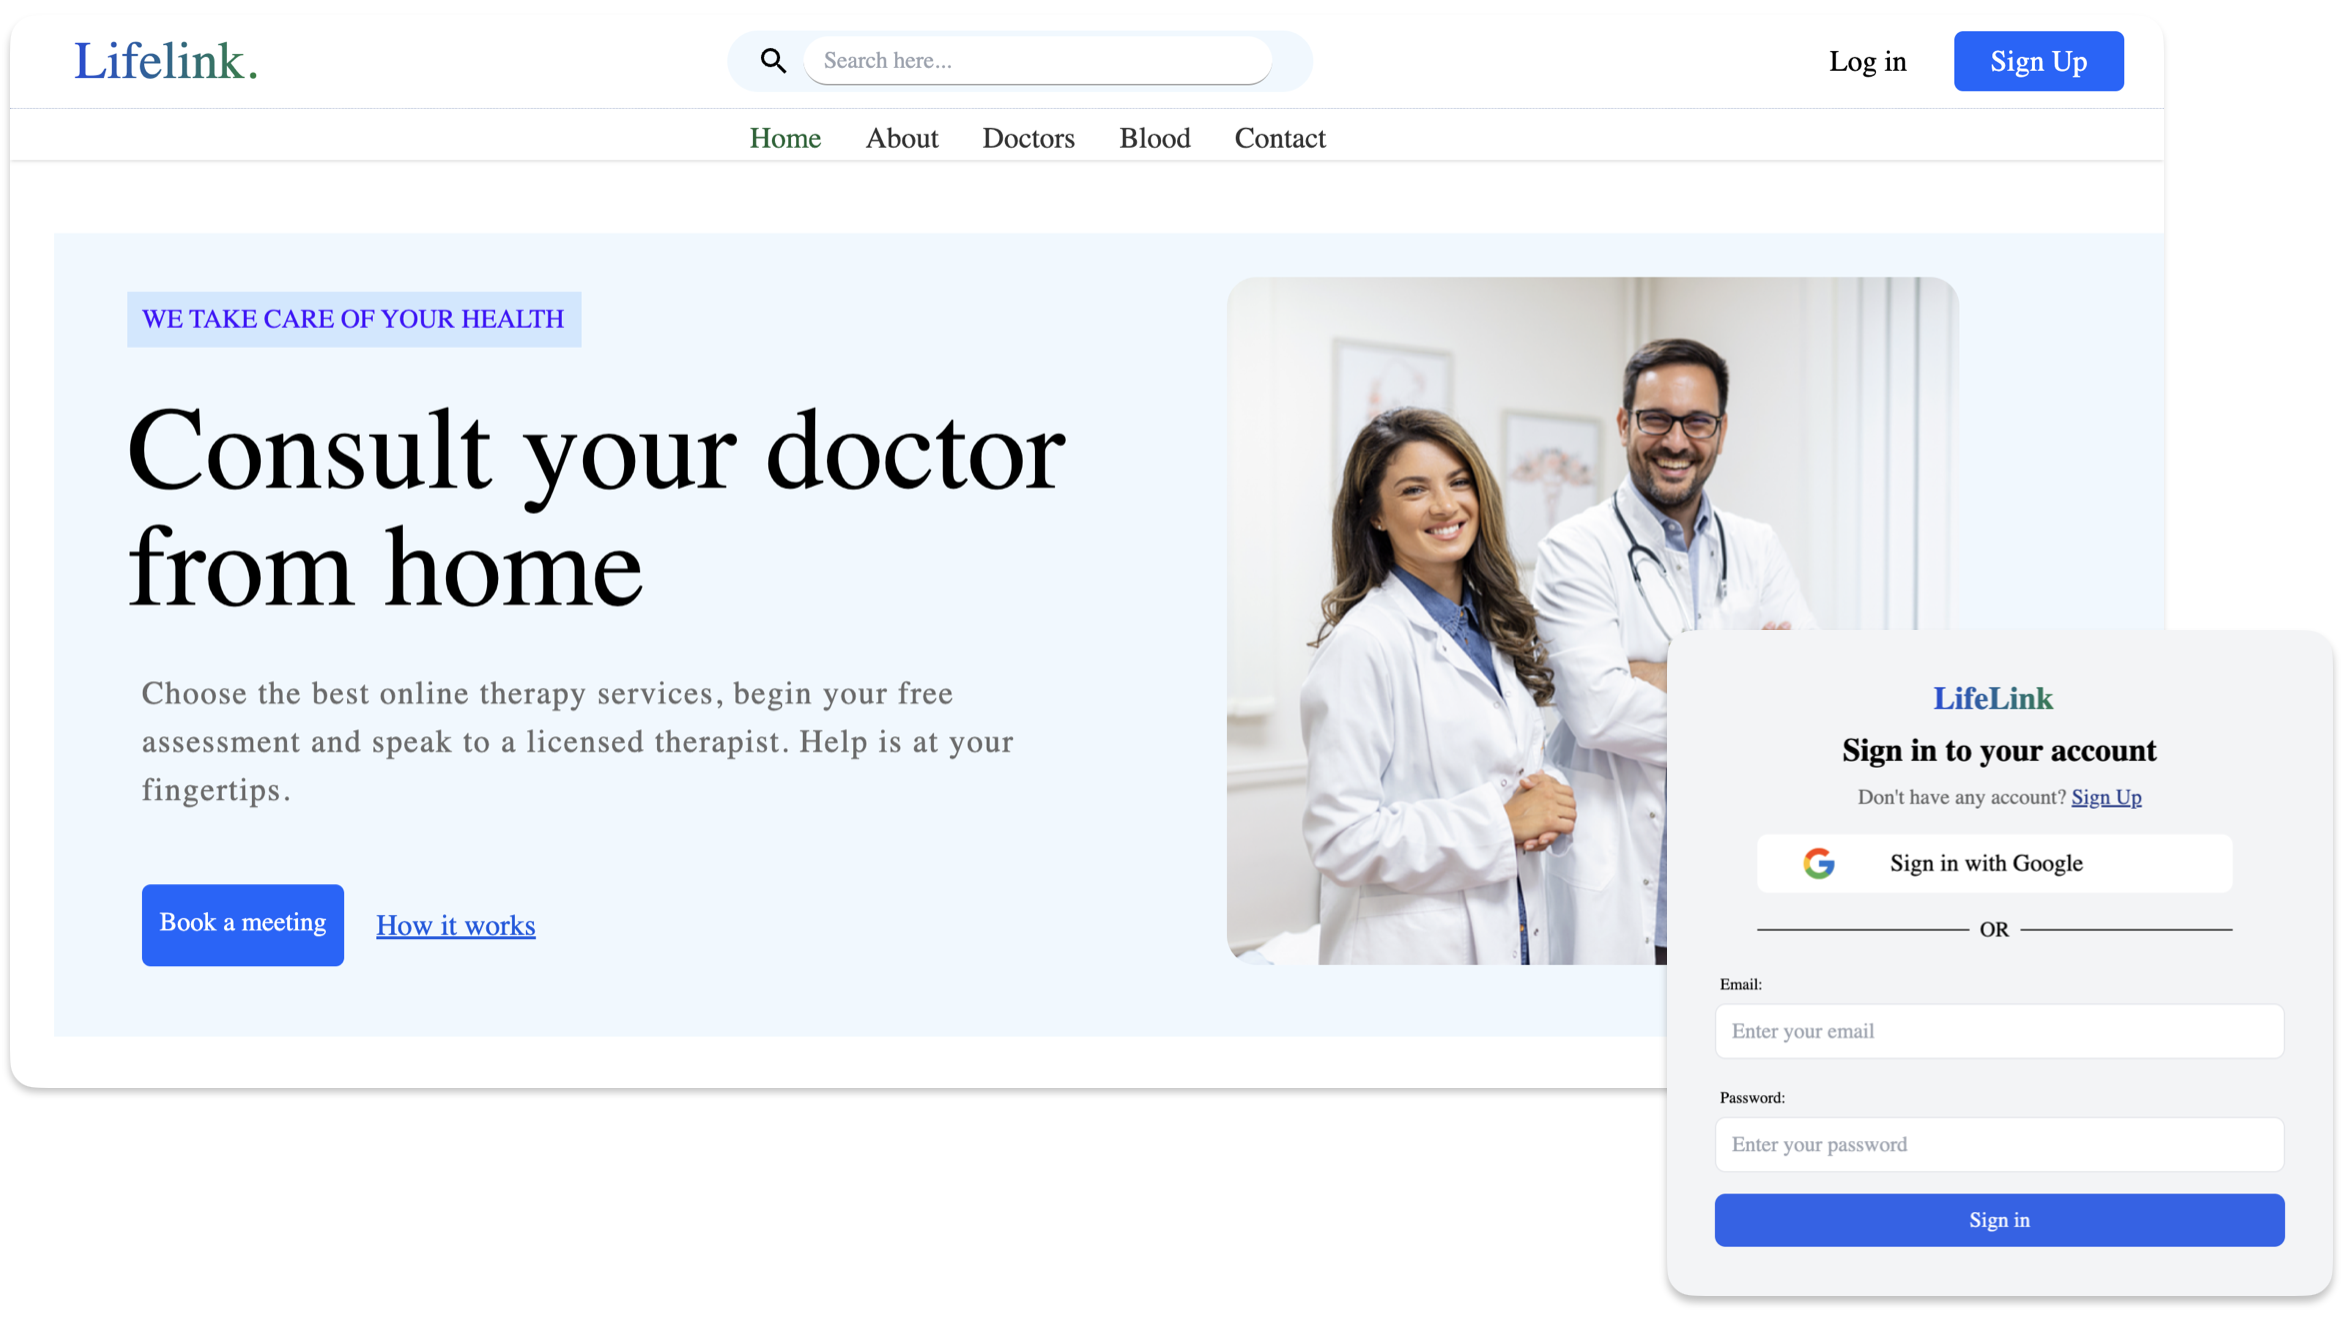 Lifelink.
Search here...
Log in
Sign Up
Home
About
Doctors
Blood
Contact
WE TAKE CARE OF YOUR HEALTH
Consult your doctor
from home
Choose the best online therapy services, begin your free
assessment and speak to a licensed therapist. Help is at your
fingertips.
Book a meeting
How it works
LifeLink
Sign in to your account
Don't have any account? Sign Up
Sign in with Google
OR
Email:
Enter your email
Password:
Enter your password
Sign in